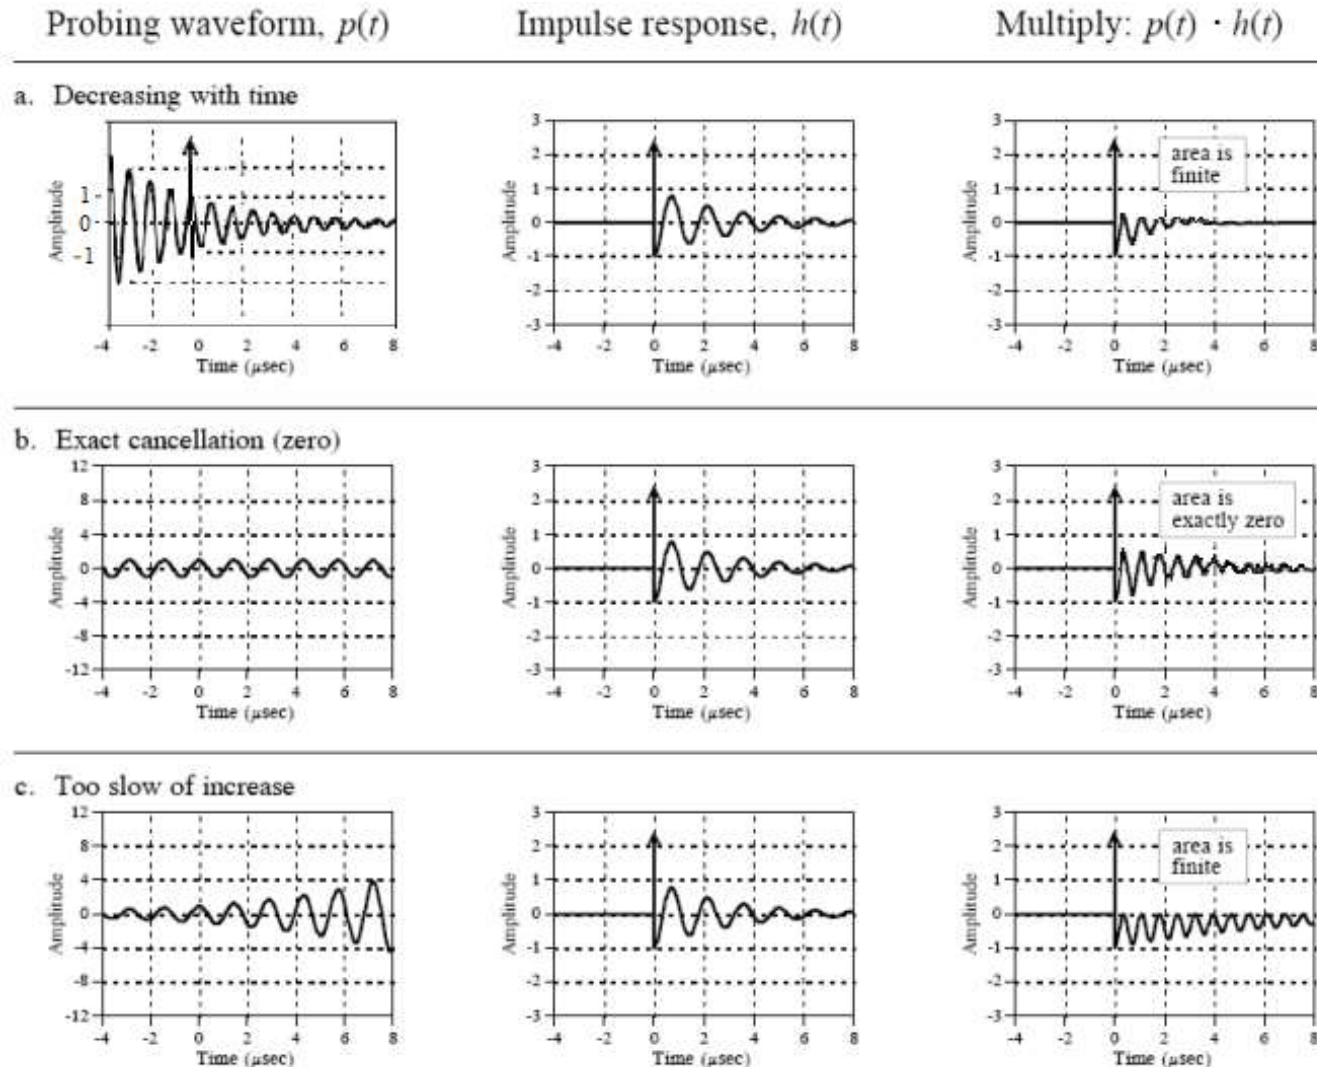 Probing waveform, p(t) Impulse response, h(t) Multiply: p(t) · h(t)
a. Decreasing with time
Amplitude
1
0
-1
-4 -2 0 2 4 6 8
Time (μsec)
Amplitude
3
2
1
0
-1
-2
-3
-4 -2 0 2 4 6 8
Time (μsec)
Amplitude
3
2
1
0
-1
-2
-3
area is
finite
-4 -2 0 2 4 6 8
Time (μsec)
b. Exact cancellation (zero)
Amplitude
12
8
4
0
-4
-8
-12
-4 -2 0 2 4 6 8
Time (μsec)
Amplitude
3
2
1
0
-1
-2
-3
-4 -2 0 2 4 6 8
Time (μsec)
Amplitude
3
2
1
0
-1
-2
-3
area is
exactly zero
-4 -2 0 2 4 6 8
Time (μsec)
c. Too slow of increase
Amplitude
12
8
4
0
-4
-8
-12
-4 -2 0 2 4 6 8
Time (μsec)
Amplitude
3
2
1
0
-1
-2
-3
-4 -2 0 2 4 6 8
Time (μsec)
Amplitude
3
2
1
0
-1
-2
-3
area is
finite
-4 -2 0 2 4 6 8
Time (μsec)